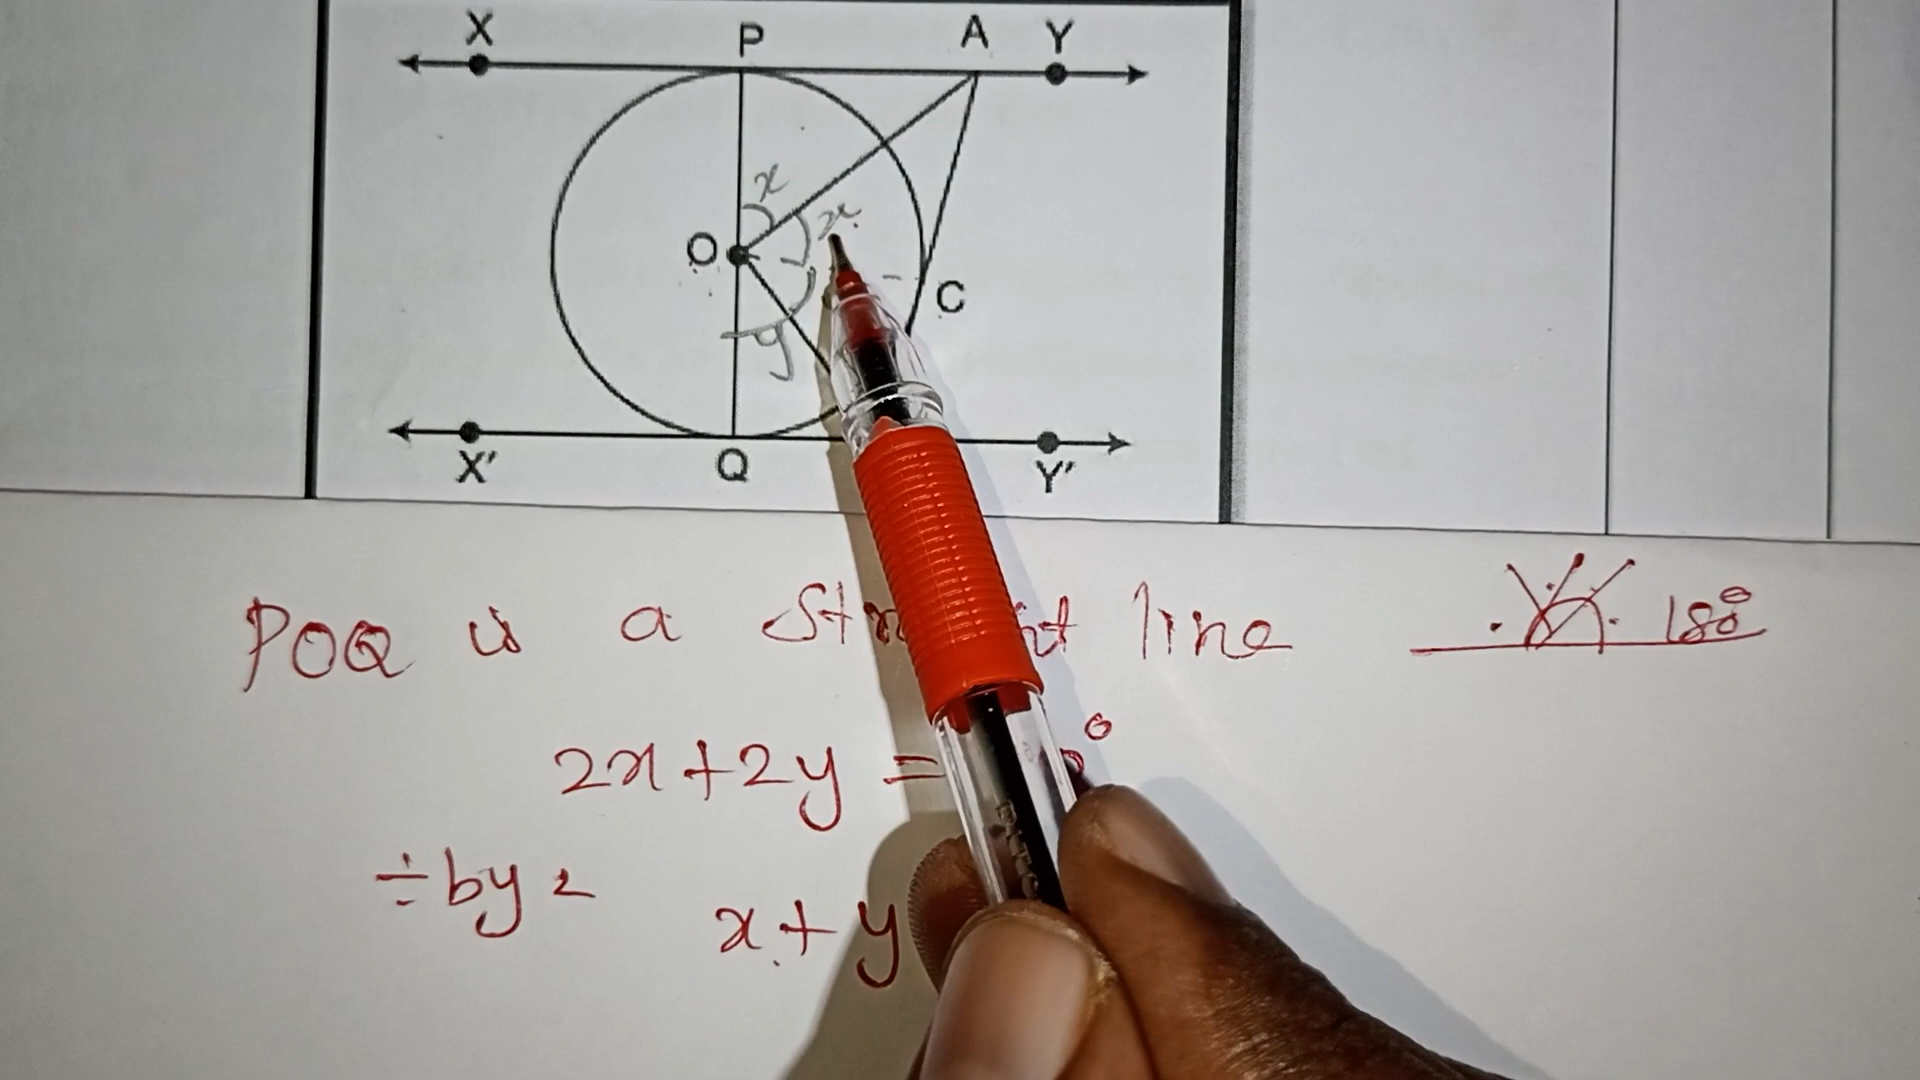 X P A Y
x
x
O
C
y
X' Q Y'
POQ is a line 180°
2x+2y =
÷by 2
x+y